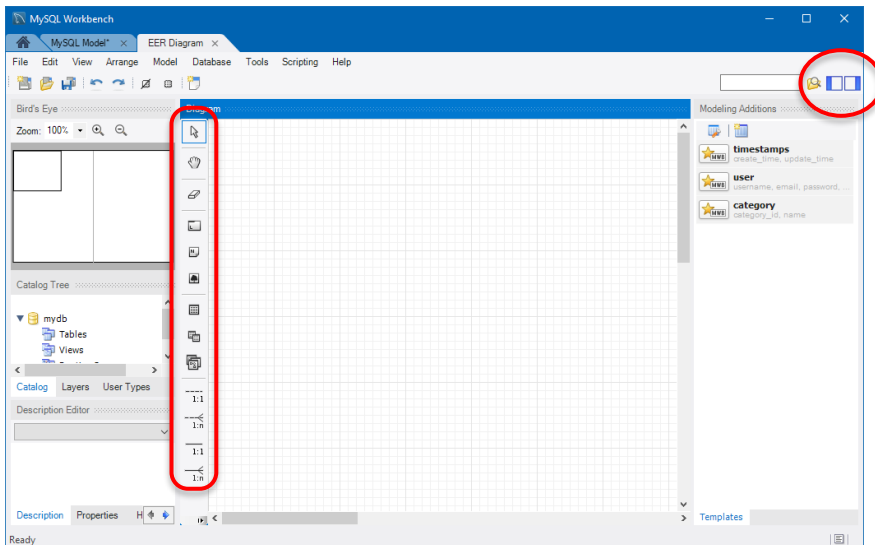 MySQL Workbench
MySQL Model* × EER Diagram ×
File Edit View Arrange Model Database Tools Scripting Help
Bird's Eye
Diagram
Modeling Additions
Zoom: 100%
timestamps
create_time, update_time
user
username, email, password, ...
category
category_id, name
Catalog Tree
mydb
Tables
Views
Catalog Layers User Types
Description Editor
1:1
1:n
1:1
1:n
Description Properties H
Templates
Ready